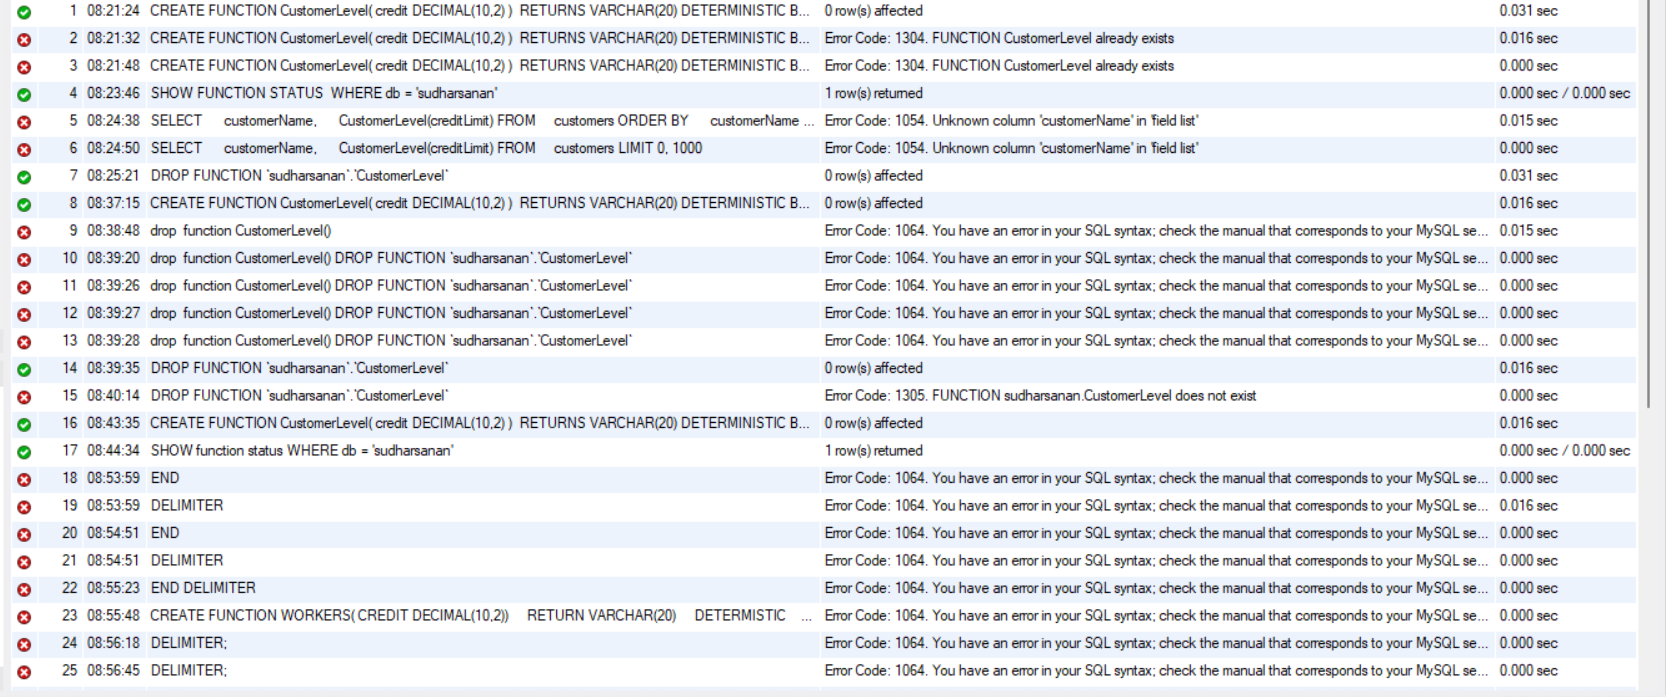 1 08:21:24 CREATE FUNCTION CustomerLevel( credit DECIMAL(10,2) ) RETURNS VARCHAR(20) DETERMINISTIC B... 0 row(s) affected 0.031 sec
2 08:21:32 CREATE FUNCTION CustomerLevel( credit DECIMAL(10,2) ) RETURNS VARCHAR(20) DETERMINISTIC B... Error Code: 1304. FUNCTION CustomerLevel already exists 0.016 sec
3 08:21:48 CREATE FUNCTION CustomerLevel( credit DECIMAL(10,2) ) RETURNS VARCHAR(20) DETERMINISTIC B... Error Code: 1304. FUNCTION CustomerLevel already exists 0.000 sec
4 08:23:46 SHOW FUNCTION STATUS WHERE db = 'sudharsanan' 1 row(s) returned 0.000 sec / 0.000 sec
5 08:24:38 SELECT customerName, CustomerLevel(creditLimit) FROM customers ORDER BY customerName ... Error Code: 1054. Unknown column 'customerName' in 'field list' 0.015 sec
6 08:24:50 SELECT customerName, CustomerLevel(creditLimit) FROM customers LIMIT 0, 1000 Error Code: 1054. Unknown column 'customerName' in 'field list' 0.000 sec
7 08:25:21 DROP FUNCTION `sudharsanan`.`CustomerLevel` 0 row(s) affected 0.031 sec
8 08:37:15 CREATE FUNCTION CustomerLevel( credit DECIMAL(10,2) ) RETURNS VARCHAR(20) DETERMINISTIC B... 0 row(s) affected 0.016 sec
9 08:38:48 drop function CustomerLevel() Error Code: 1064. You have an error in your SQL syntax; check the manual that corresponds to your MySQL se... 0.015 sec
10 08:39:20 drop function CustomerLevel() DROP FUNCTION `sudharsanan`.`CustomerLevel` Error Code: 1064. You have an error in your SQL syntax; check the manual that corresponds to your MySQL se... 0.000 sec
11 08:39:26 drop function CustomerLevel() DROP FUNCTION `sudharsanan`.`CustomerLevel` Error Code: 1064. You have an error in your SQL syntax; check the manual that corresponds to your MySQL se... 0.000 sec
12 08:39:27 drop function CustomerLevel() DROP FUNCTION `sudharsanan`.`CustomerLevel` Error Code: 1064. You have an error in your SQL syntax; check the manual that corresponds to your MySQL se... 0.000 sec
13 08:39:28 drop function CustomerLevel() DROP FUNCTION `sudharsanan`.`CustomerLevel` Error Code: 1064. You have an error in your SQL syntax; check the manual that corresponds to your MySQL se... 0.000 sec
14 08:39:35 DROP FUNCTION `sudharsanan`.`CustomerLevel` 0 row(s) affected 0.016 sec
15 08:40:14 DROP FUNCTION `sudharsanan`.`CustomerLevel` Error Code: 1305. FUNCTION sudharsanan.CustomerLevel does not exist 0.000 sec
16 08:43:35 CREATE FUNCTION CustomerLevel( credit DECIMAL(10,2) ) RETURNS VARCHAR(20) DETERMINISTIC B... 0 row(s) affected 0.016 sec
17 08:44:34 SHOW function status WHERE db = 'sudharsanan' 1 row(s) returned 0.000 sec / 0.000 sec
18 08:53:59 END Error Code: 1064. You have an error in your SQL syntax; check the manual that corresponds to your MySQL se... 0.000 sec
19 08:53:59 DELIMITER Error Code: 1064. You have an error in your SQL syntax; check the manual that corresponds to your MySQL se... 0.016 sec
20 08:54:51 END Error Code: 1064. You have an error in your SQL syntax; check the manual that corresponds to your MySQL se... 0.000 sec
21 08:54:51 DELIMITER Error Code: 1064. You have an error in your SQL syntax; check the manual that corresponds to your MySQL se... 0.000 sec
22 08:55:23 END DELIMITER Error Code: 1064. You have an error in your SQL syntax; check the manual that corresponds to your MySQL se... 0.000 sec
23 08:55:48 CREATE FUNCTION WORKERS( CREDIT DECIMAL(10,2)) RETURN VARCHAR(20) DETERMISTIC ... Error Code: 1064. You have an error in your SQL syntax; check the manual that corresponds to your MySQL se... 0.000 sec
24 08:56:18 DELIMITER; Error Code: 1064. You have an error in your SQL syntax; check the manual that corresponds to your MySQL se... 0.000 sec
25 08:56:45 DELIMITER; Error Code: 1064. You have an error in your SQL syntax; check the manual that corresponds to your MySQL se... 0.000 sec